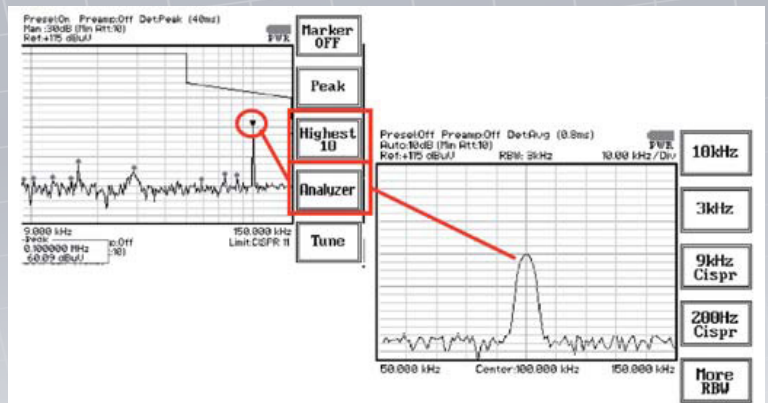 Presel:On Preamp:Off Det:Peak (40ms)
Man :30dB (Min Att:10)
Ref:+115 dBuV
PWR
Marker
OFF
Peak
Highest
10
Analyzer
Tune
9.000 kHz
150.000 kHz
Peak
p:Off
Limit:CISPR 11
0.100000 MHz
:10)
60.09 dBuV
Presel:Off Preamp:Off Det:Avg (0.8ms)
Auto:10dB (Min Att:10)
PWR
Ref:+115 dBuV
RBW: 3kHz
10.00 kHz/Div
10kHz
3kHz
9kHz
Cispr
200Hz
Cispr
More
RBW
50.000 kHz
Center:100.000 kHz
150.000 kHz